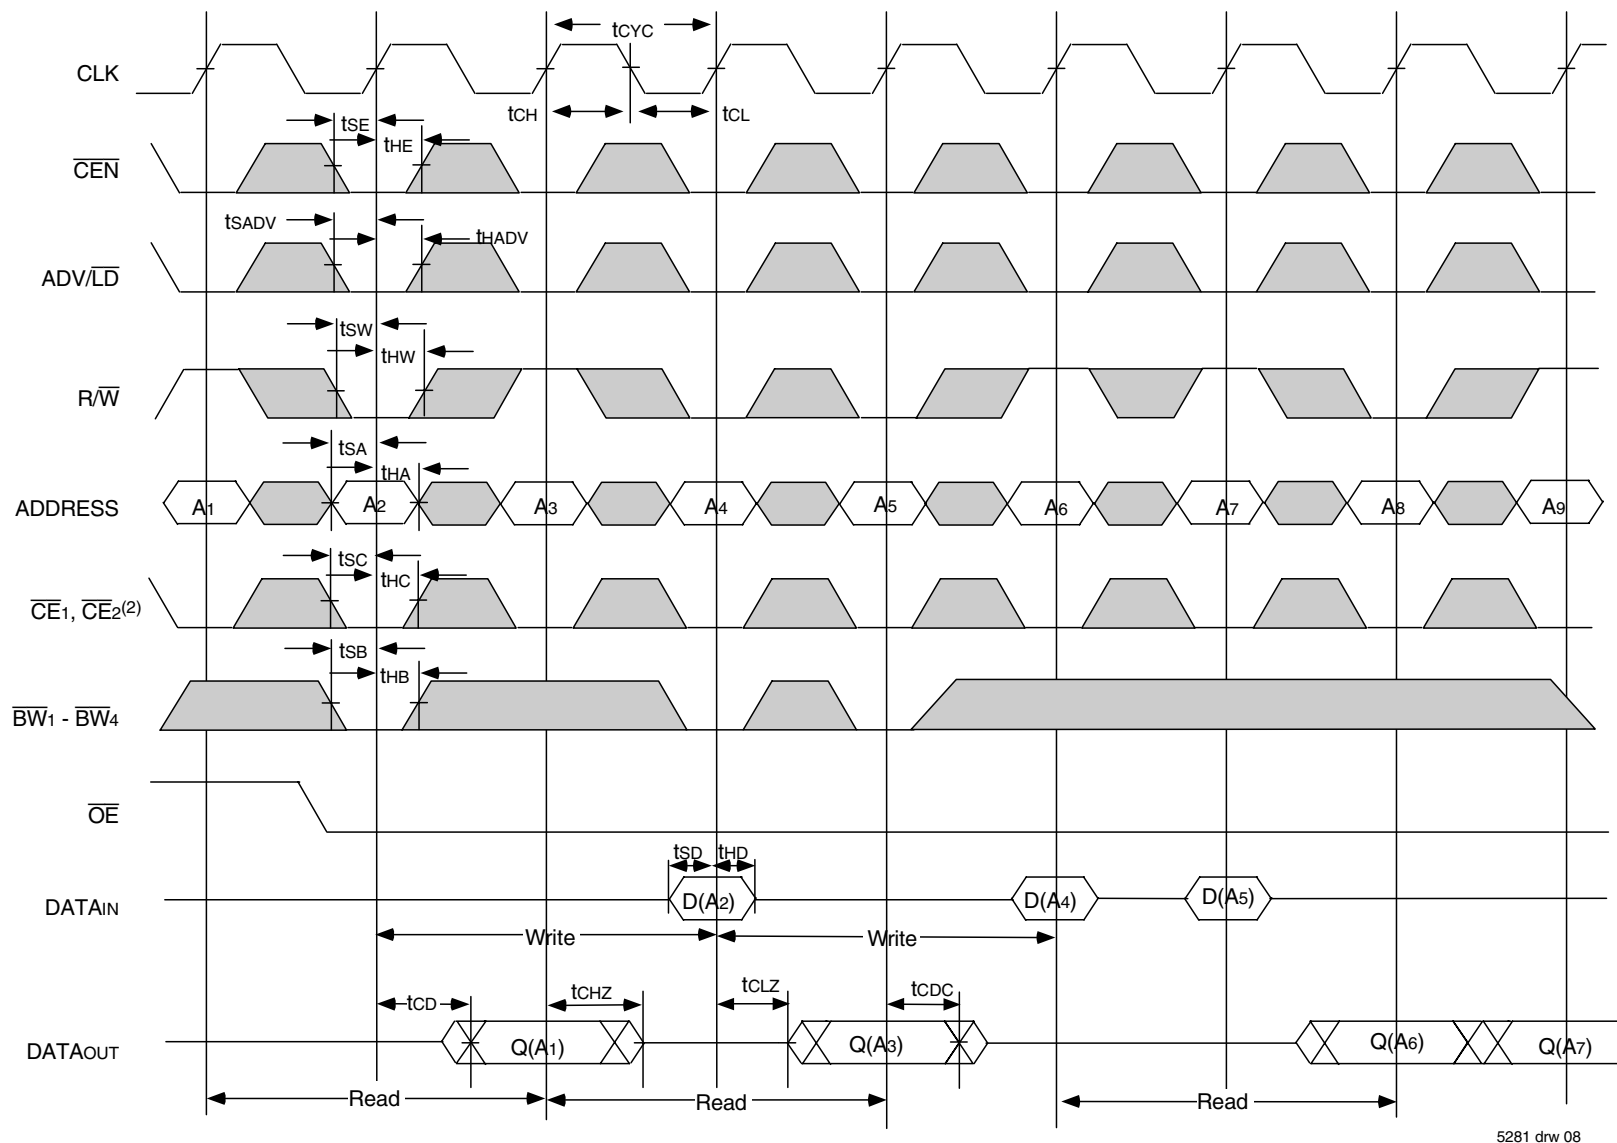 tCYC
CLK
tCH
tCL
tSE
tHE
CEN
tSADV
tHADV
ADV/LD
tSW
tHW
R/W
tSA
tHA
ADDRESS
A1
A2
A3
A4
A5
A6
A7
A8
A9
tSC
tHC
CE1, CE2(2)
tSB
tHB
BW1 - BW4
OE
tSD
tHD
DATAIN
D(A2)
D(A4)
D(A5)
Write
Write
tCD
tCHZ
tCLZ
tCDC
DATAOUT
Q(A1)
Q(A3)
Q(A6)
Q(A7)
Read
Read
Read
5281 drw 08